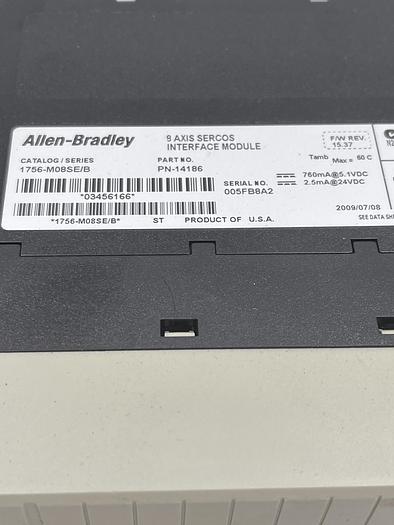 Allen-Bradley
8 AXIS SERCOS
INTERFACE MODULE
F/W REV.
15.37
CATALOG / SERIES
1756-M08SE/B
PART NO.
PN-14186
Tamb Max = 60 C
*03456166*
SERIAL NO.
005FB8A2
760mA@5.1VDC
2.5mA@24VDC
2009/07/08
*1756-M08SE/B*
ST
PRODUCT OF U.S.A.
SEE DATA SH